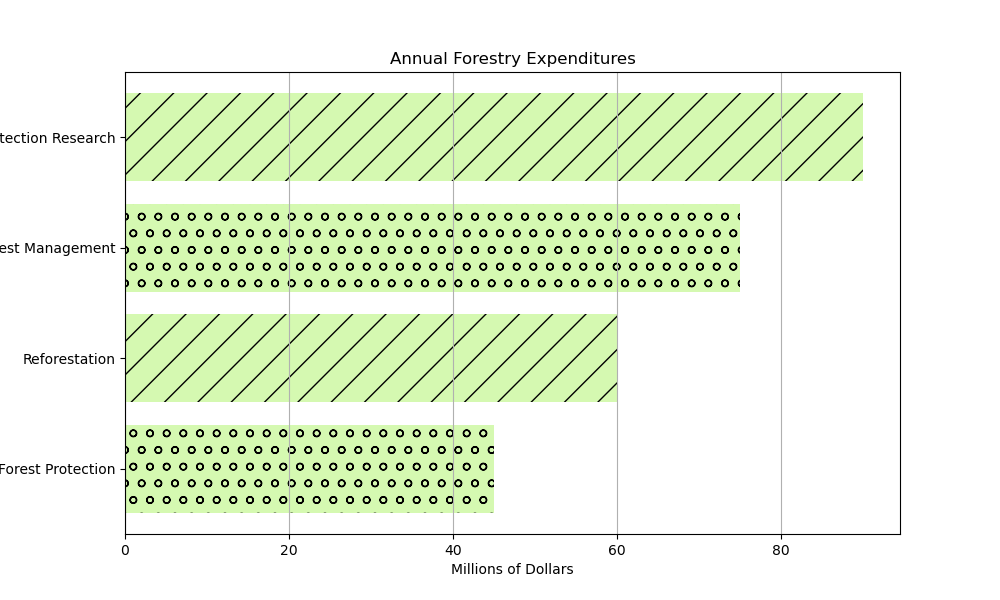 Annual Forestry Expenditures
tection Research
est Management
Reforestation
Forest Protection
0 20 40 60 80
Millions of Dollars